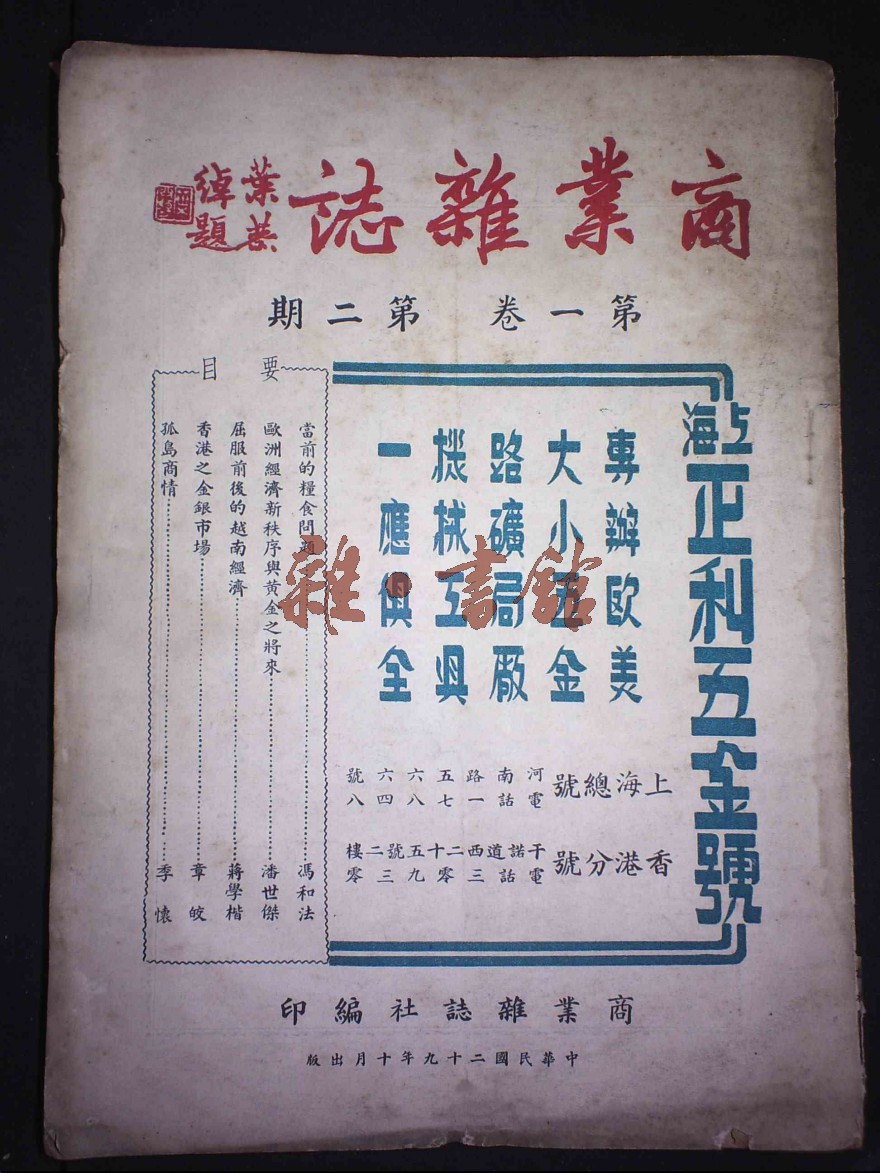 商業雜誌
葉恭綽題
第一卷 第二期
上海正利五金號
專辦歐美
大小五金
路礦局廠
機械工具
一應俱全
上海總號 河南路五六六號
電話一七八四八
香港分號 干諾道西二十五號二樓
電話三零九三零
要目
當前的糧食問題……馮和法
歐洲經濟新秩序與黃金之將來……潘世傑
屈服前後的越南經濟……蔣學楷
香港之金銀市場……章皎
孤島商情……季懷
商業雜誌社編印
中華民國二十九年十月出版
雜·書館